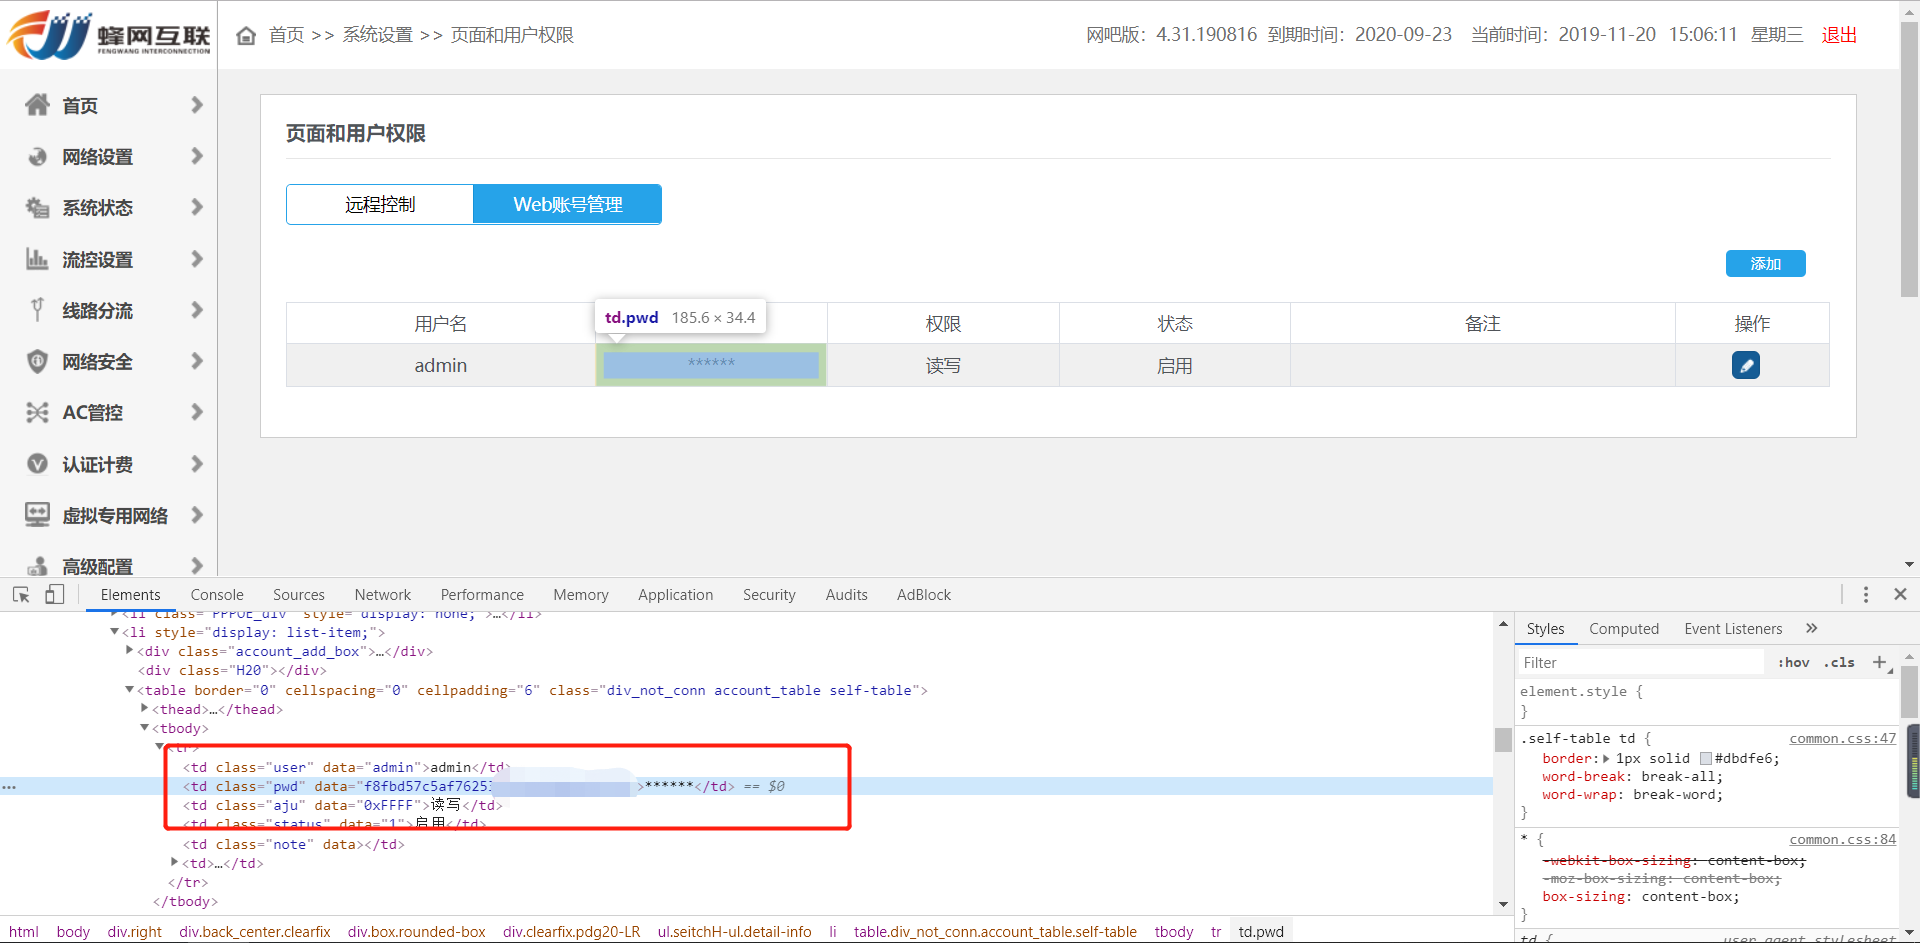 蜂网互联
FENGWANG INTERCONNECTION
首页 >> 系统设置 >> 页面和用户权限
网吧版：4.31.190816 到期时间：2020-09-23 当前时间：2019-11-20 15:06:11 星期三 退出
首页
网络设置
系统状态
流控设置
线路分流
网络安全
AC管控
认证计费
虚拟专用网络
高级配置
页面和用户权限
远程控制 Web账号管理
添加
td.pwd 185.6 × 34.4
用户名 权限 状态 备注 操作
admin ****** 读写 启用
Elements Console Sources Network Performance Memory Application Security Audits AdBlock
<li class="PPPOE_div" style="display: none;">…</li>
<li style="display: list-item;">
<div class="account_add_box">…</div>
<div class="H20"></div>
<table border="0" cellspacing="0" cellpadding="6" class="div_not_conn account_table self-table">
<thead>…</thead>
<tbody>
<tr>
<td class="user" data="admin">admin</td>
<td class="pwd" data="f8fbd57c5af7625 >******</td> == $0
<td class="aju" data="0xFFFF">读写</td>
<td class="status" data="1">启用</td>
<td class="note" data></td>
<td>…</td>
</tr>
</tbody>
html body div.right div.back_center.clearfix div.box.rounded-box div.clearfix.pdg20-LR ul.seitchH-ul.detail-info li table.div_not_conn.account_table.self-table tbody tr td.pwd
Styles Computed Event Listeners »
Filter :hov .cls +
element.style {
}
.self-table td { common.css:47
border: 1px solid #dbdfe6;
word-break: break-all;
word-wrap: break-word;
}
* { common.css:84
-webkit-box-sizing: content-box;
-moz-box-sizing: content-box;
box-sizing: content-box;
}
td { user agent stylesheet